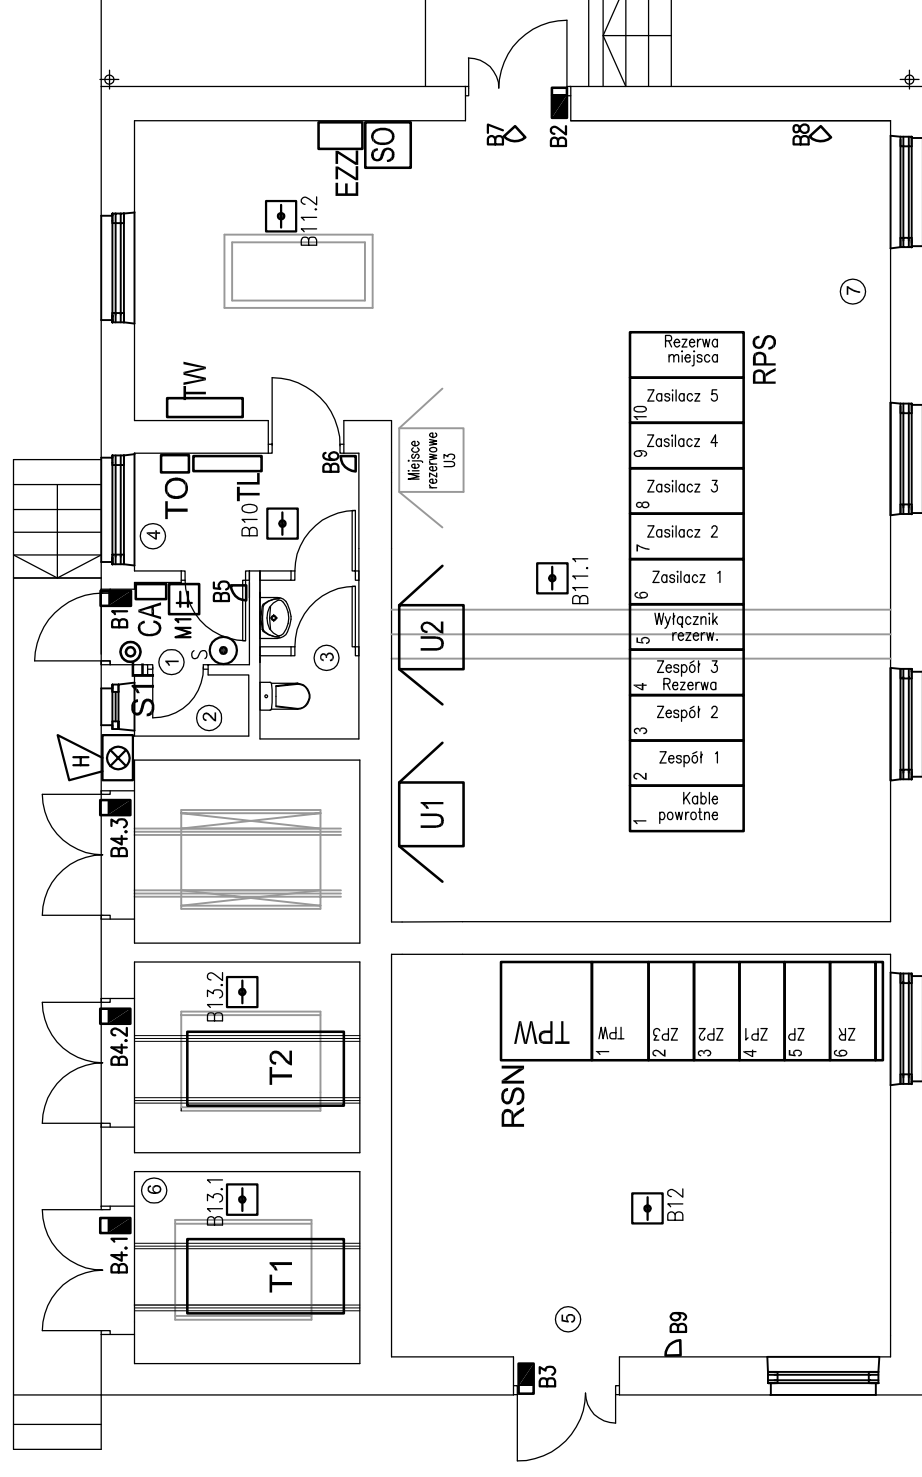 B7
B2
B8
EZZ
SO
B11.2
7
TW
Rezerwa
miejsca
RPS
10
Zasilacz 5
9
Zasilacz 4
8
Zasilacz 3
7
Zasilacz 2
6
Zasilacz 1
5
Wyłącznik
rezerw.
4
Zespół 3
Rezerwa
3
Zespół 2
2
Zespół 1
1
Kable
powrotne
Miejsce
rezerwowe
U3
B6
TO
TL
B10
4
B11.1
B1
CA
M1
B5
S
U2
1
3
S1
2
H
U1
B4.3
B13.2
B4.2
T2
TPW
1
TPW
2
ZP3
3
ZP2
4
ZP1
5
ZP
6
ZR
RSN
6
B13.1
B4.1
T1
B12
5
B9
B3